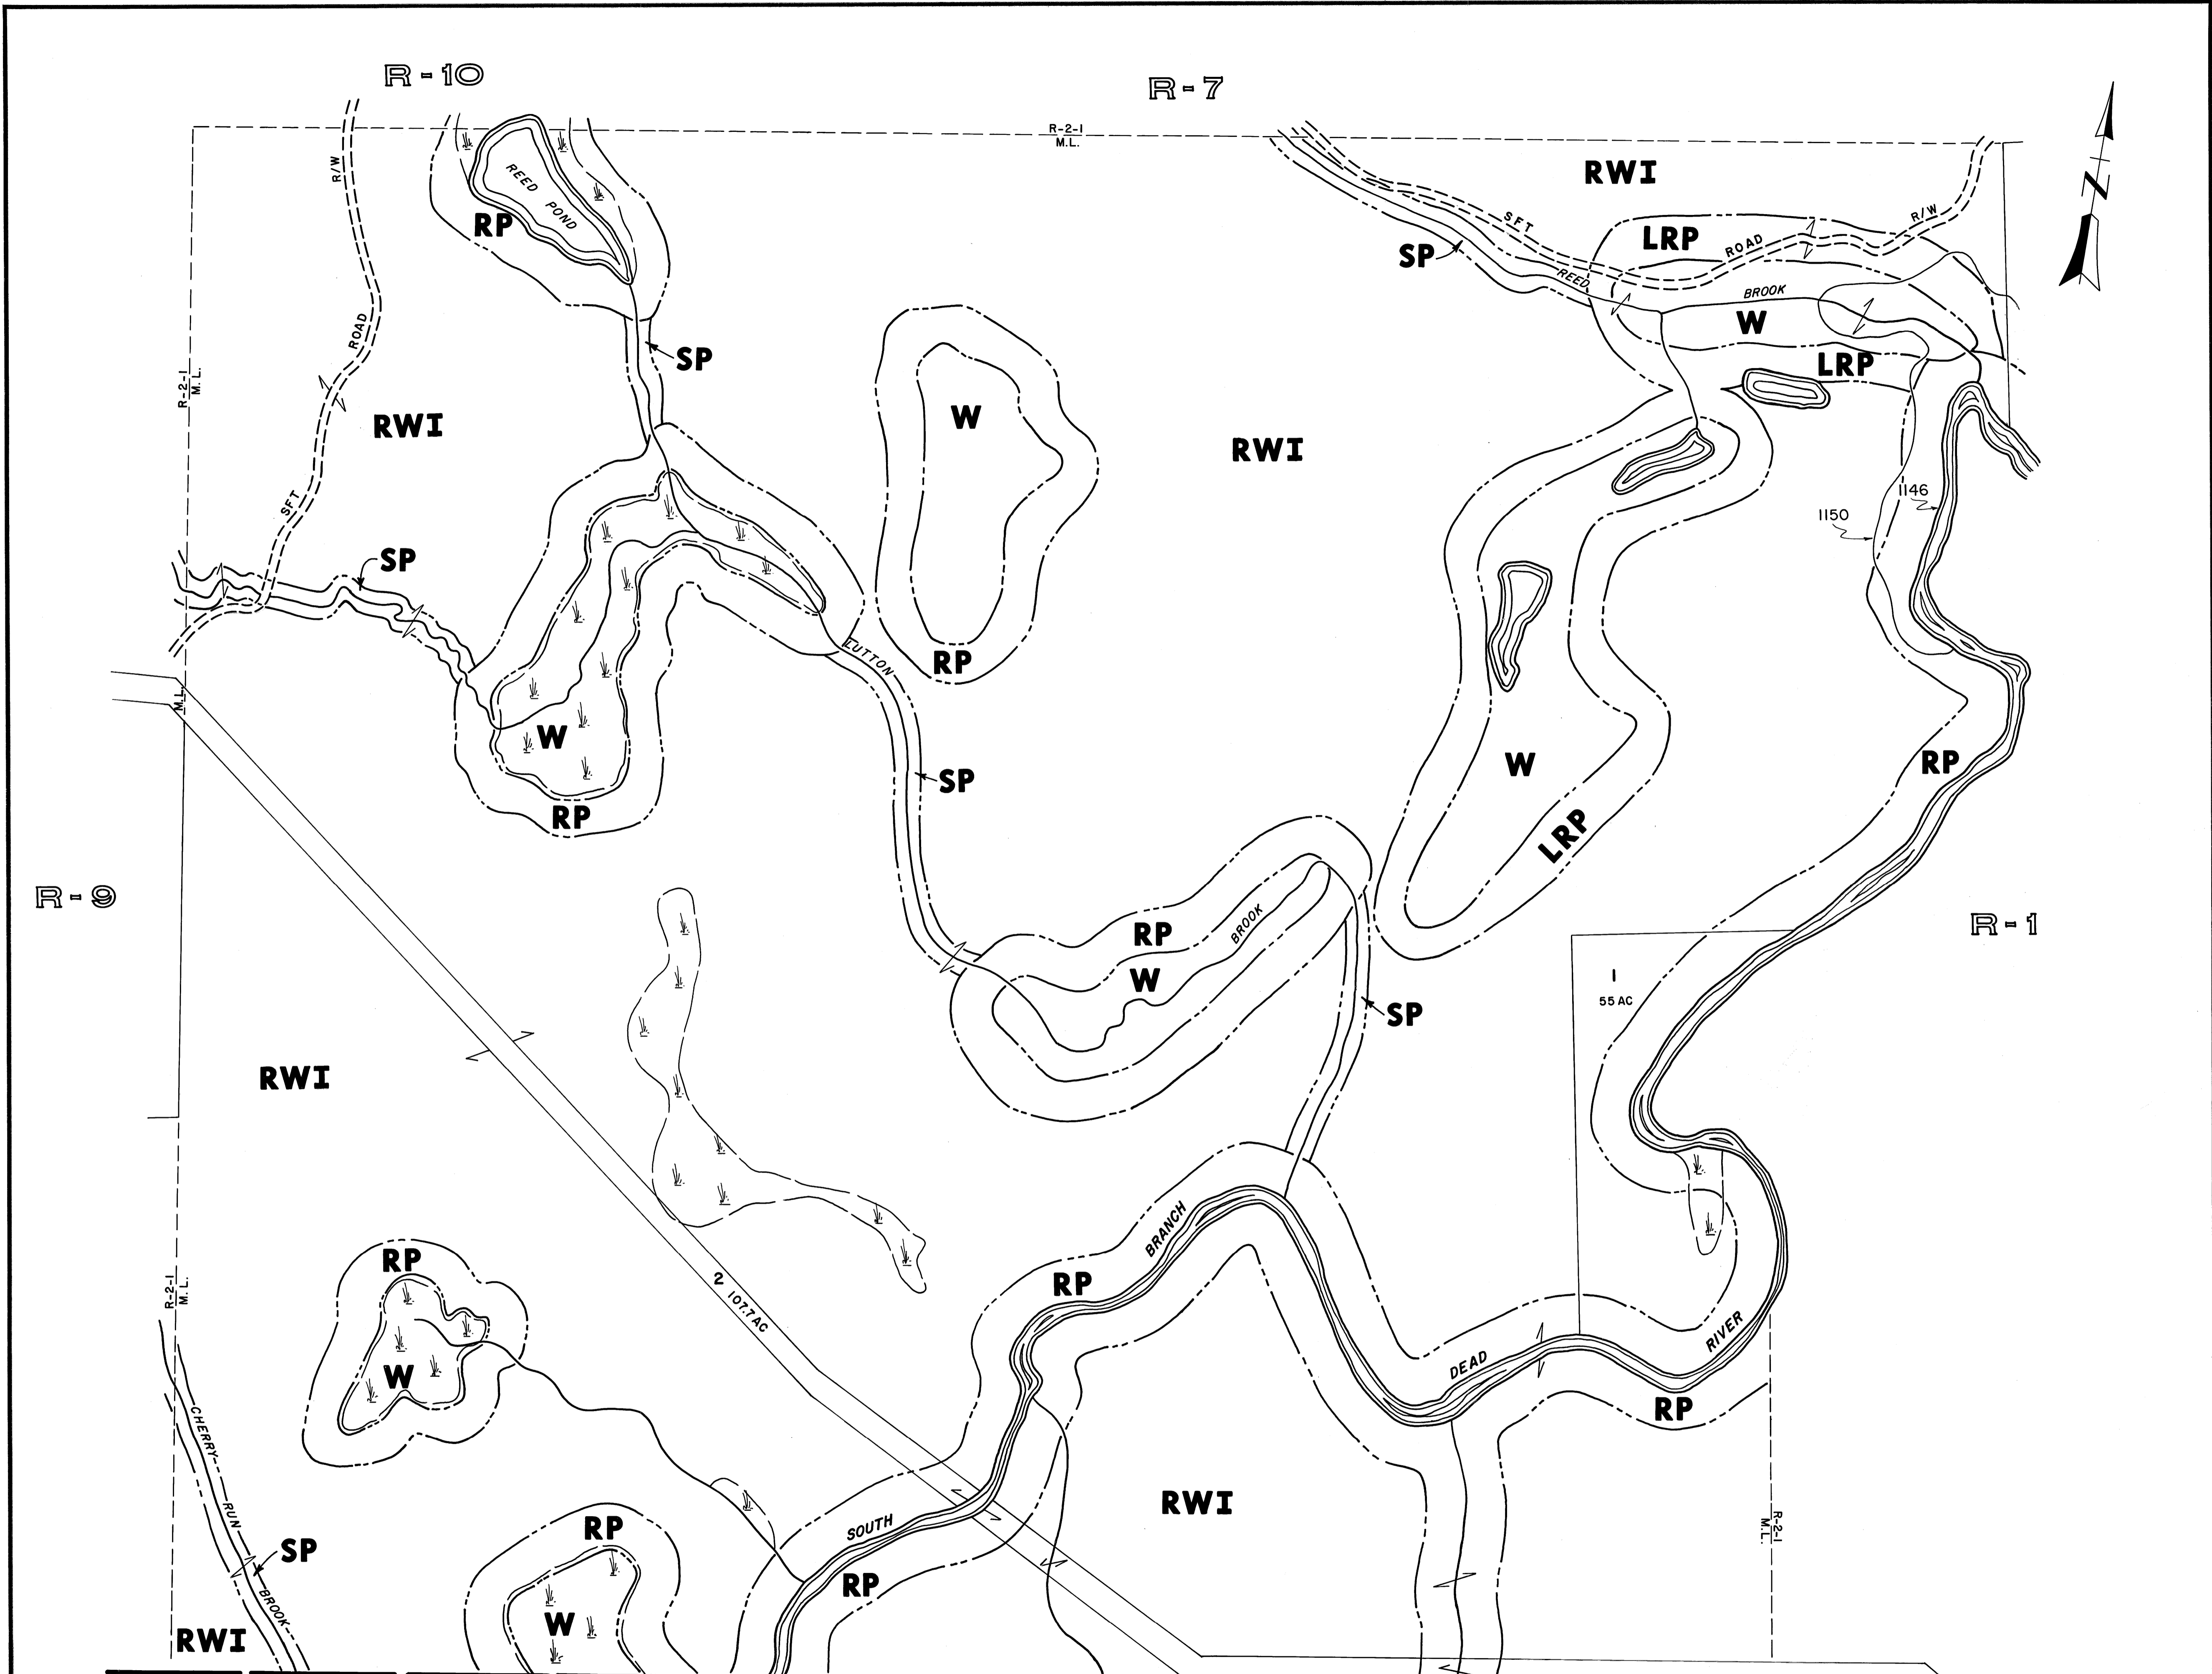 R-10
R-7
R-2-1
M.L.
R/W
REED POND
RP
RWI
N
SFT
LRP
ROAD
R/W
SP
REED
BROOK
W
LRP
ROAD
SP
R-2-1
M.L.
RWI
W
RWI
SFT
1146
1150
SP
LUTTON
RP
M.L.
W
SP
W
RP
RP
LRP
R-9
RP
BROOK
R-1
W
1
55 AC
SP
RWI
BRANCH
RP
R-2-1
M.L.
RP
2
107.7 AC
RIVER
DEAD
W
RP
CHERRY
RUN
BROOK
RWI
SOUTH
RP
R-2-1
M.L.
SP
RP
W
RWI